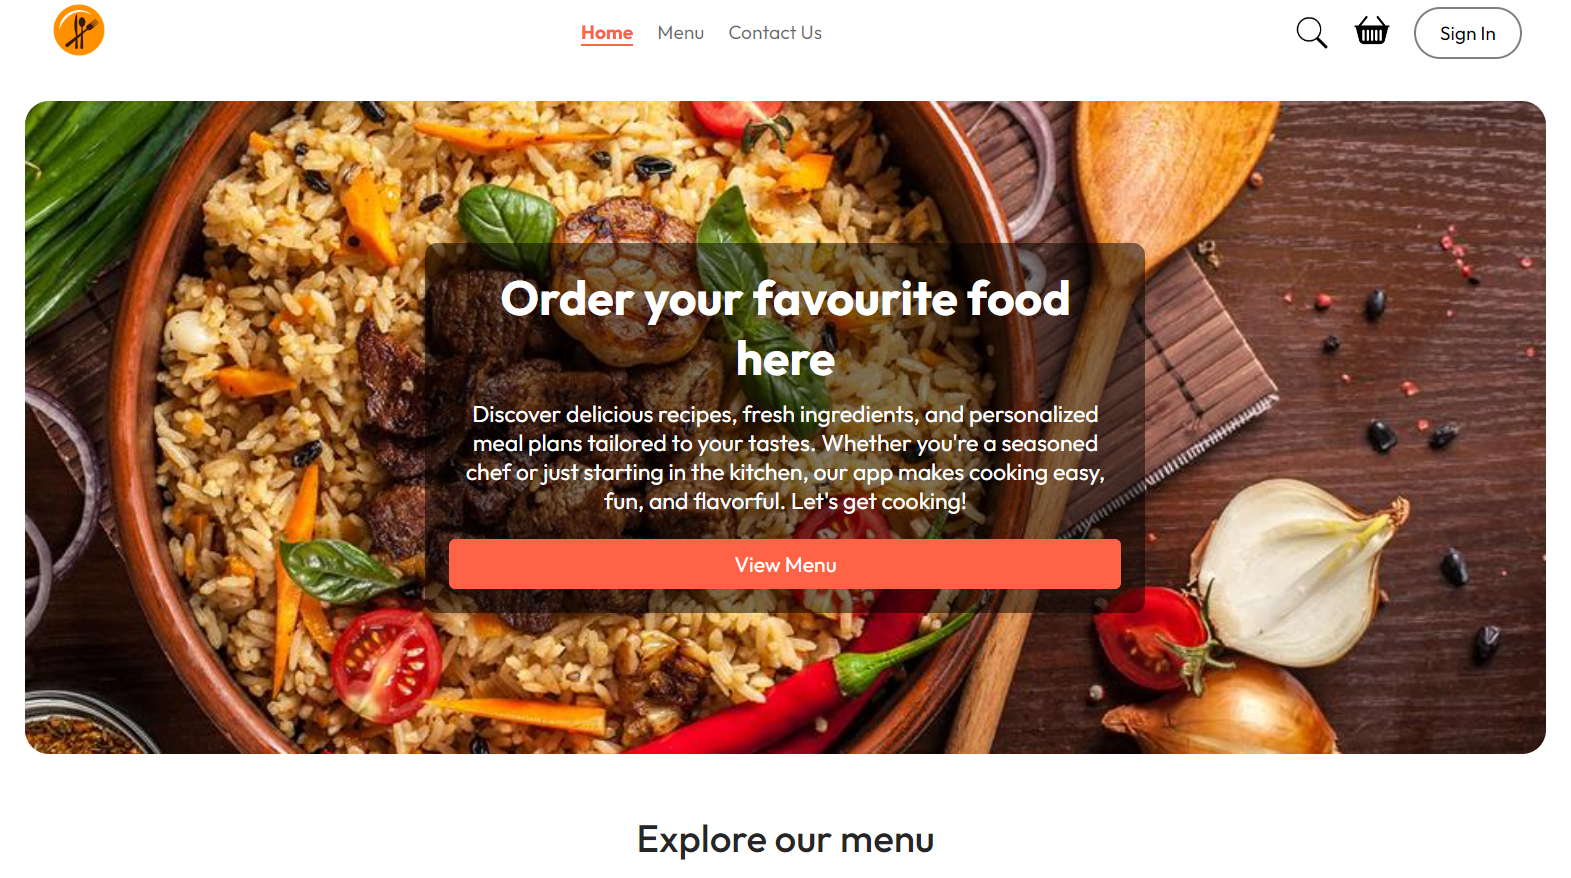 Home Menu Contact Us Sign In
Order your favourite food
here
Discover delicious recipes, fresh ingredients, and personalized
meal plans tailored to your tastes. Whether you're a seasoned
chef or just starting in the kitchen, our app makes cooking easy,
fun, and flavorful. Let's get cooking!
View Menu
Explore our menu